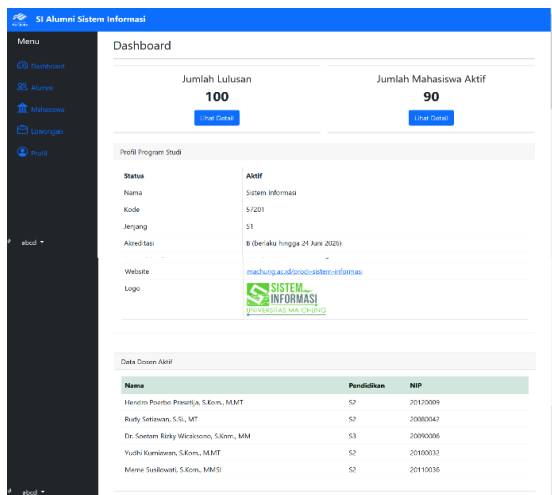 SI Alumni Sistem Informasi
Menu
Dashboard
Alumni
Mahasiswa
Lowongan
Profil
abcd
Dashboard
Jumlah Lulusan
100
Lihat Detail
Jumlah Mahasiswa Aktif
90
Lihat Detail
Profil Program Studi
Status Aktif
Nama Sistem Informasi
Kode 57201
Jenjang S1
Akreditasi B (berlaku hingga 24 Juni 2026)
Website machung.ac.id/prodi-sistem-informasi
Logo
SISTEM
INFORMASI
UNIVERSITAS MA CHUNG
Data Dosen Aktif
Nama Pendidikan NIP
Hendro Poerbo Prasetija, S.Kom., M.MT S2 20120009
Rudy Setiawan, S.Si., MT S2 20080042
Dr. Soetam Rizky Wicaksono, S.Kom., MM S3 20090006
Yudhi Kurniawan, S.Kom., M.MT S2 20100032
Meme Susilowati, S.Kom., MMSI S2 20110036
abcd